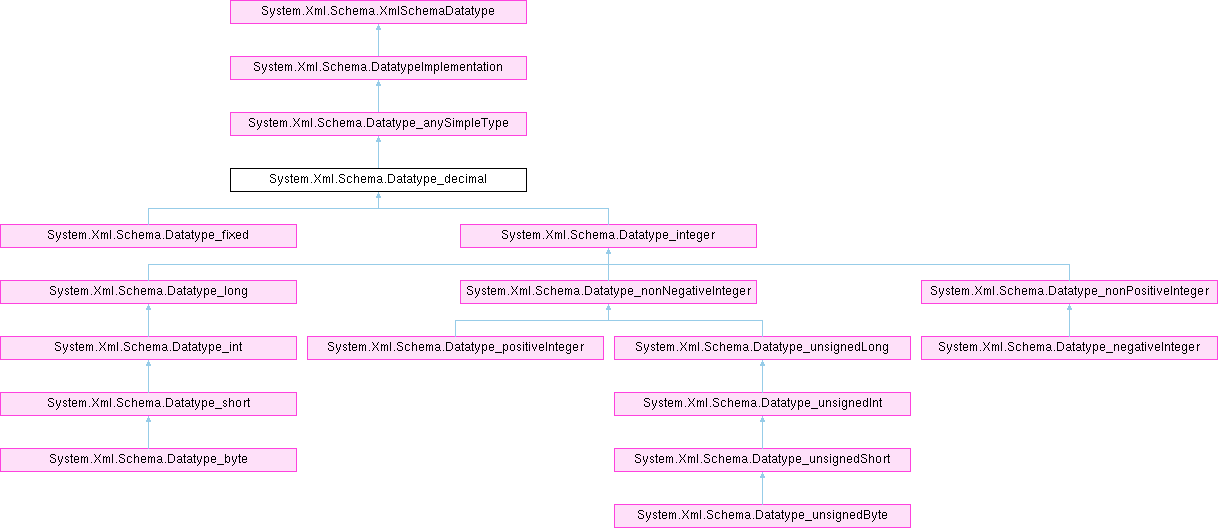 System.Xml.Schema.XmlSchemaDatatype
System.Xml.Schema.DatatypeImplementation
System.Xml.Schema.Datatype_anySimpleType
System.Xml.Schema.Datatype_decimal
System.Xml.Schema.Datatype_fixed
System.Xml.Schema.Datatype_integer
System.Xml.Schema.Datatype_long
System.Xml.Schema.Datatype_nonNegativeInteger
System.Xml.Schema.Datatype_nonPositiveInteger
System.Xml.Schema.Datatype_int
System.Xml.Schema.Datatype_positiveInteger
System.Xml.Schema.Datatype_unsignedLong
System.Xml.Schema.Datatype_negativeInteger
System.Xml.Schema.Datatype_short
System.Xml.Schema.Datatype_unsignedInt
System.Xml.Schema.Datatype_byte
System.Xml.Schema.Datatype_unsignedShort
System.Xml.Schema.Datatype_unsignedByte